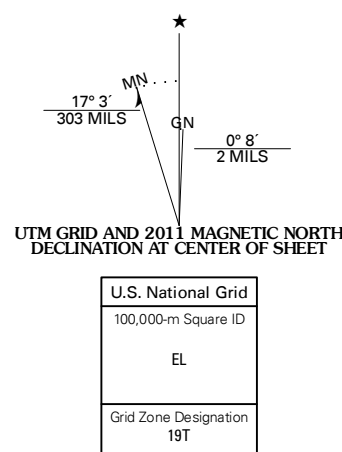 ★
MN
17° 3´
303 MILS
GN
0° 8´
2 MILS
UTM GRID AND 2011 MAGNETIC NORTH
DECLINATION AT CENTER OF SHEET
U.S. National Grid
100,000-m Square ID
EL
Grid Zone Designation
19T